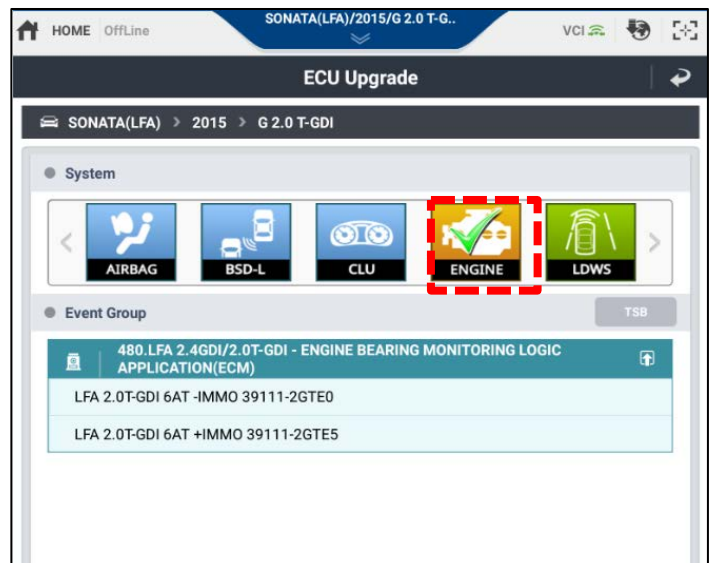 HOME OffLine
SONATA(LFA)/2015/G 2.0 T-G..
VCI
ECU Upgrade
SONATA(LFA) > 2015 > G 2.0 T-GDI
System
AIRBAG
BSD-L
CLU
ENGINE
LDWS
Event Group
TSB
480.LFA 2.4GDI/2.0T-GDI - ENGINE BEARING MONITORING LOGIC
APPLICATION(ECM)
LFA 2.0T-GDI 6AT -IMMO 39111-2GTE0
LFA 2.0T-GDI 6AT +IMMO 39111-2GTE5